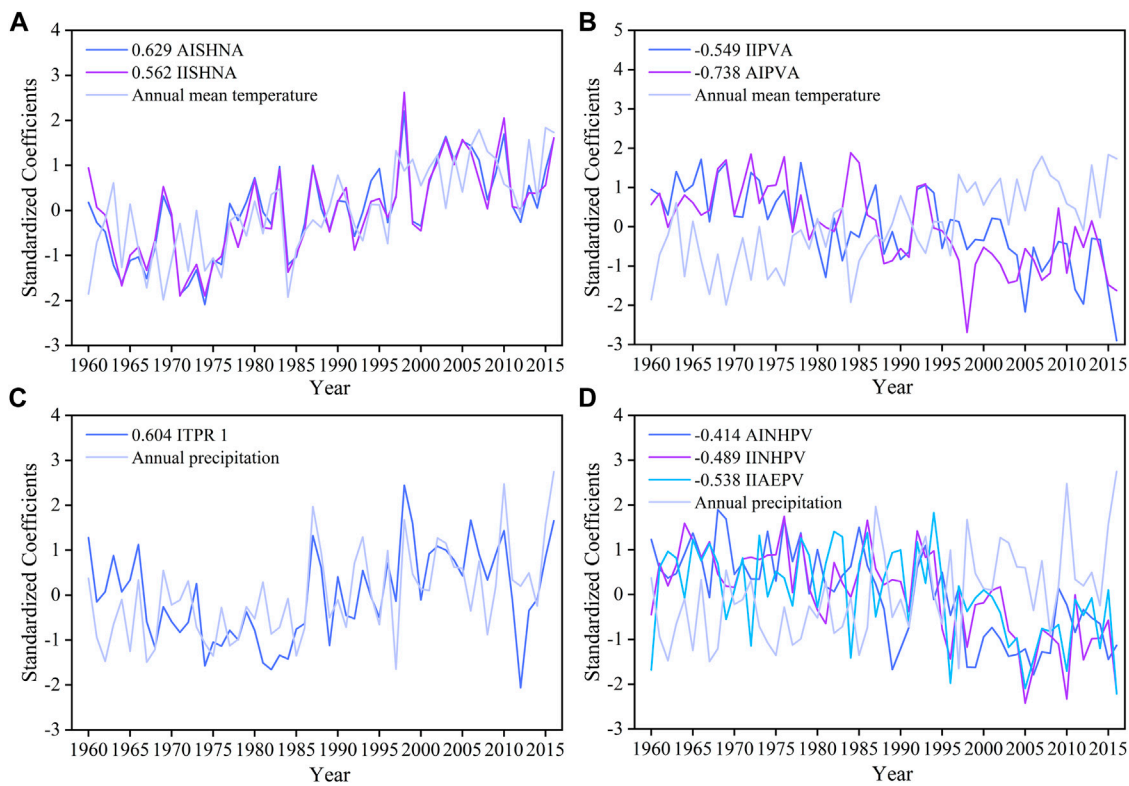 A
Standardized Coefficients
4
3
2
1
0
-1
-2
-3
0.629 AISHNA
0.562 IISHNA
Annual mean temperature
1960 1965 1970 1975 1980 1985 1990 1995 2000 2005 2010 2015
Year
B
Standardized Coefficients
5
4
3
2
1
0
-1
-2
-3
-0.549 IIPVA
-0.738 AIPVA
Annual mean temperature
1960 1965 1970 1975 1980 1985 1990 1995 2000 2005 2010 2015
Year
C
Standardized Coefficients
4
3
2
1
0
-1
-2
-3
0.604 ITPR 1
Annual precipitation
1960 1965 1970 1975 1980 1985 1990 1995 2000 2005 2010 2015
Year
D
Standardized Coefficients
4
3
2
1
0
-1
-2
-3
-0.414 AINHPV
-0.489 IINHPV
-0.538 IIAEPV
Annual precipitation
1960 1965 1970 1975 1980 1985 1990 1995 2000 2005 2010 2015
Year